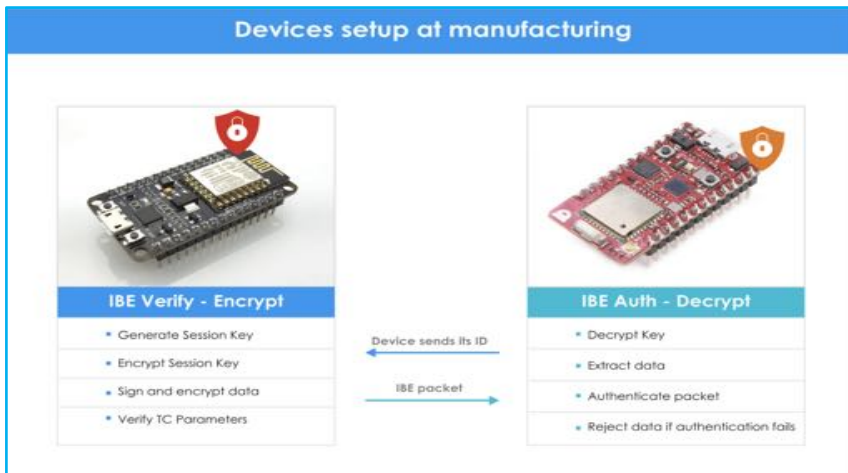 Devices setup at manufacturing
IBE Verify - Encrypt
Generate Session Key
Encrypt Session Key
Sign and encrypt data
Verify TC Parameters
Device sends its ID
IBE packet
IBE Auth - Decrypt
Decrypt Key
Extract data
Authenticate packet
Reject data if authentication fails